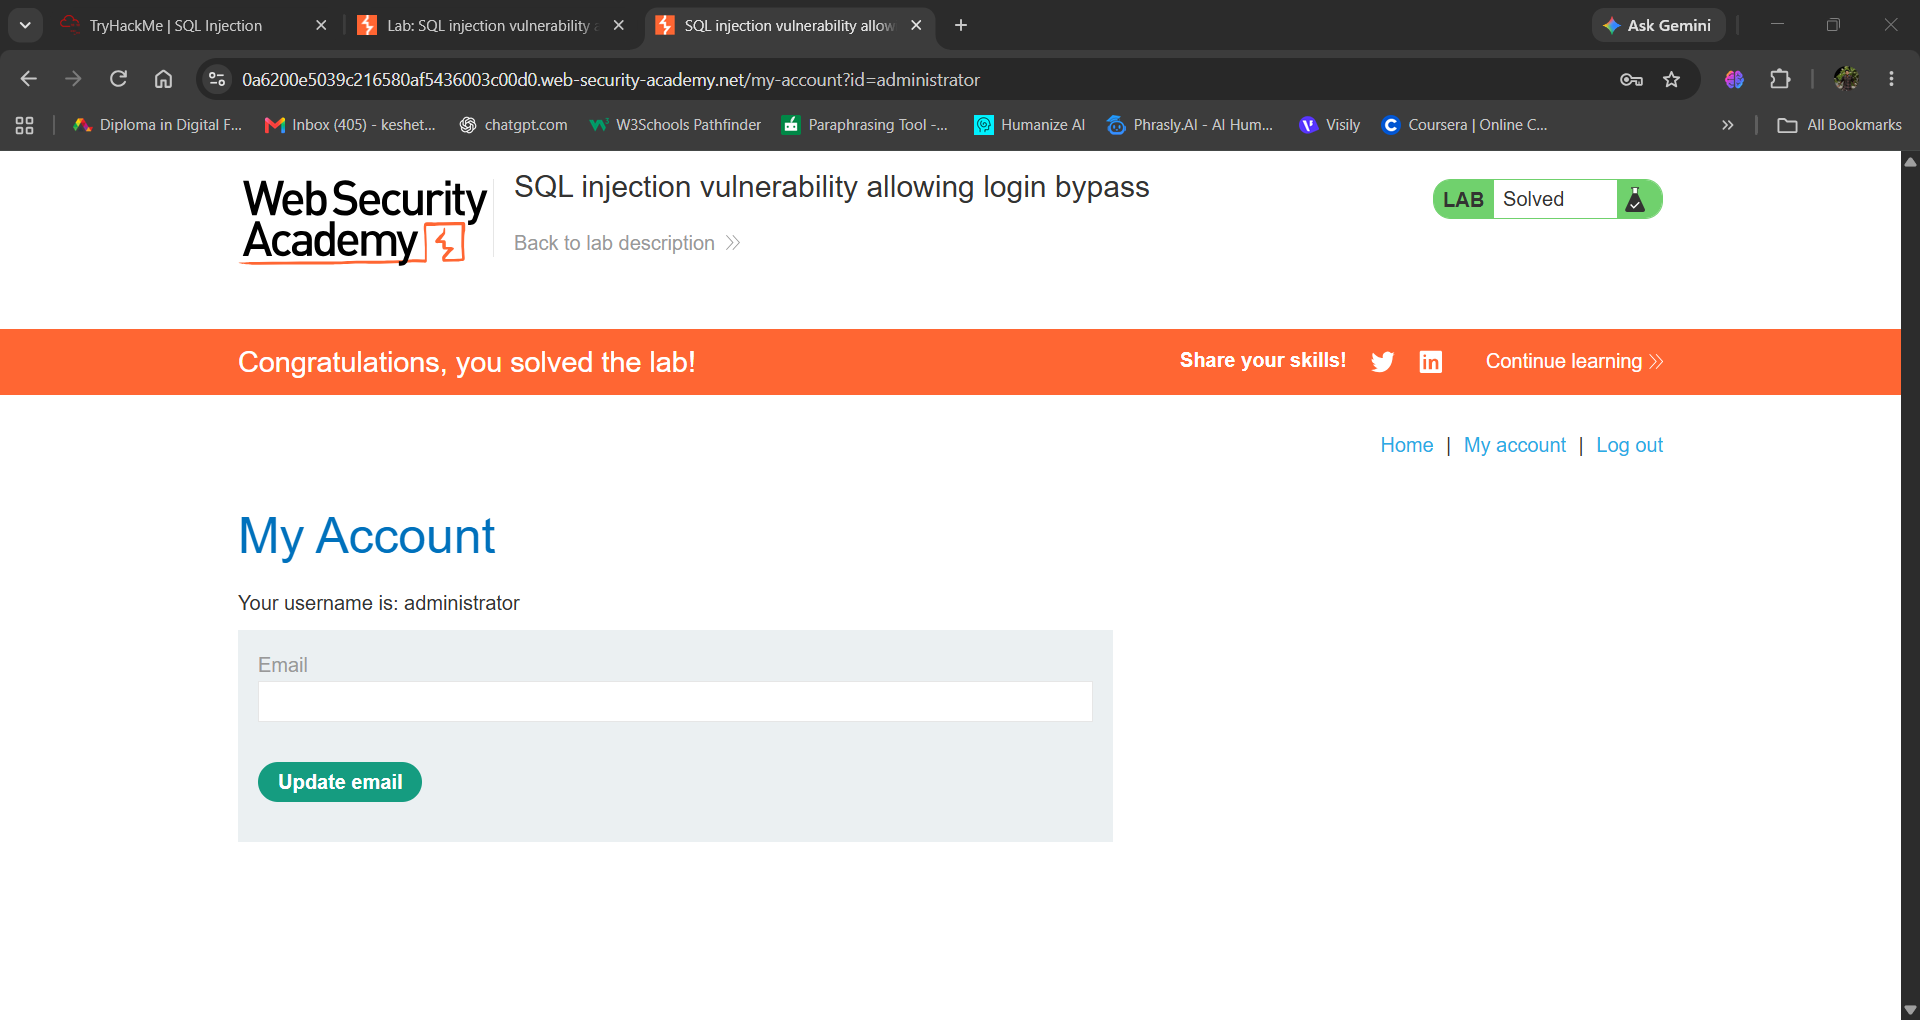 TryHackMe | SQL Injection
Lab: SQL injection vulnerability a
SQL injection vulnerability allow
Ask Gemini
0a6200e5039c216580af5436003c00d0.web-security-academy.net/my-account?id=administrator
Diploma in Digital F...
Inbox (405) - keshet...
chatgpt.com
W3Schools Pathfinder
Paraphrasing Tool -...
Humanize AI
Phrasly.AI - AI Hum...
Visily
Coursera | Online C...
All Bookmarks
Web Security
Academy
SQL injection vulnerability allowing login bypass
Back to lab description
LAB Solved
Congratulations, you solved the lab!
Share your skills!
Continue learning
Home | My account | Log out
My Account
Your username is: administrator
Email
Update email